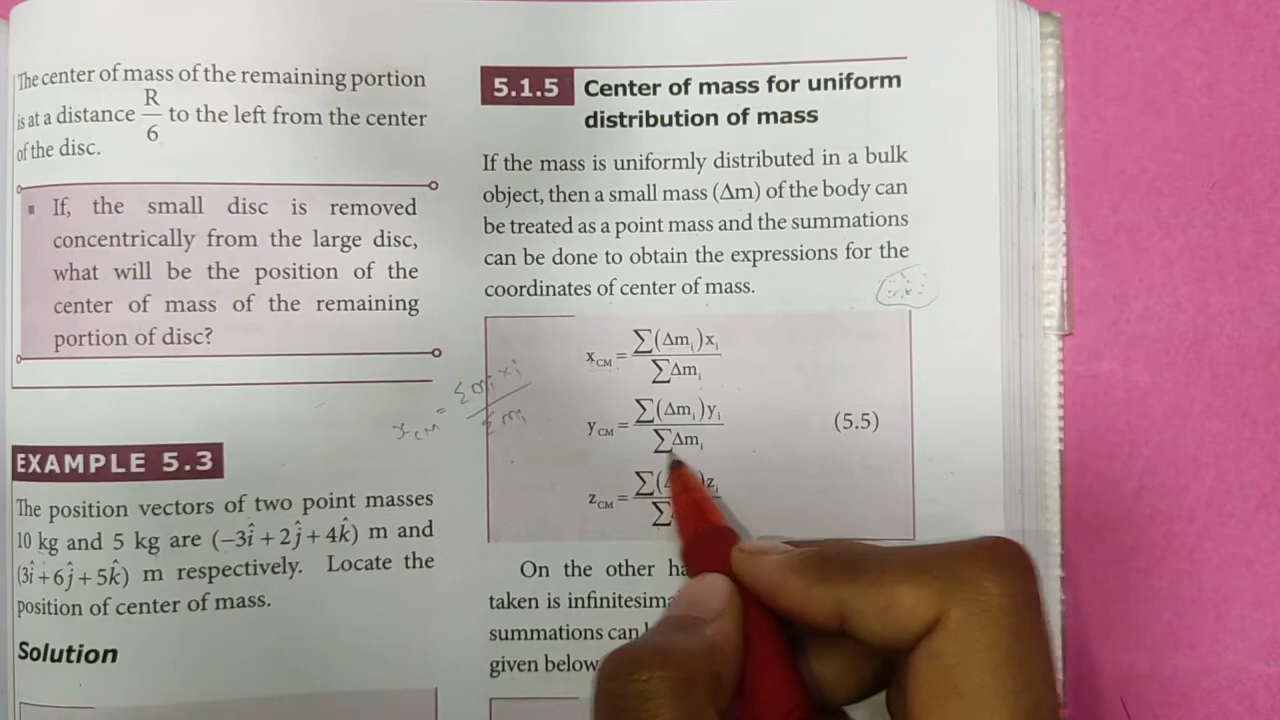 The center of mass of the remaining portion
is at a distance R/6 to the left from the center
of the disc.
If, the small disc is removed
concentrically from the large disc,
what will be the position of the
center of mass of the remaining
portion of disc?
EXAMPLE 5.3
The position vectors of two point masses
10 kg and 5 kg are (−3î+2ĵ+4k̂) m and
(3î+6ĵ+5k̂) m respectively. Locate the
position of center of mass.
Solution
5.1.5 Center of mass for uniform
distribution of mass
If the mass is uniformly distributed in a bulk
object, then a small mass (Δm) of the body can
be treated as a point mass and the summations
can be done to obtain the expressions for the
coordinates of center of mass.
x_CM = ∑(Δm_i)x_i / ∑Δm_i
y_CM = ∑(Δm_i)y_i / ∑Δm_i (5.5)
z_CM = ∑( )z_i / ∑
x_CM = Σm_i x_i / Σm_i
On the other
taken is
summations can
given below